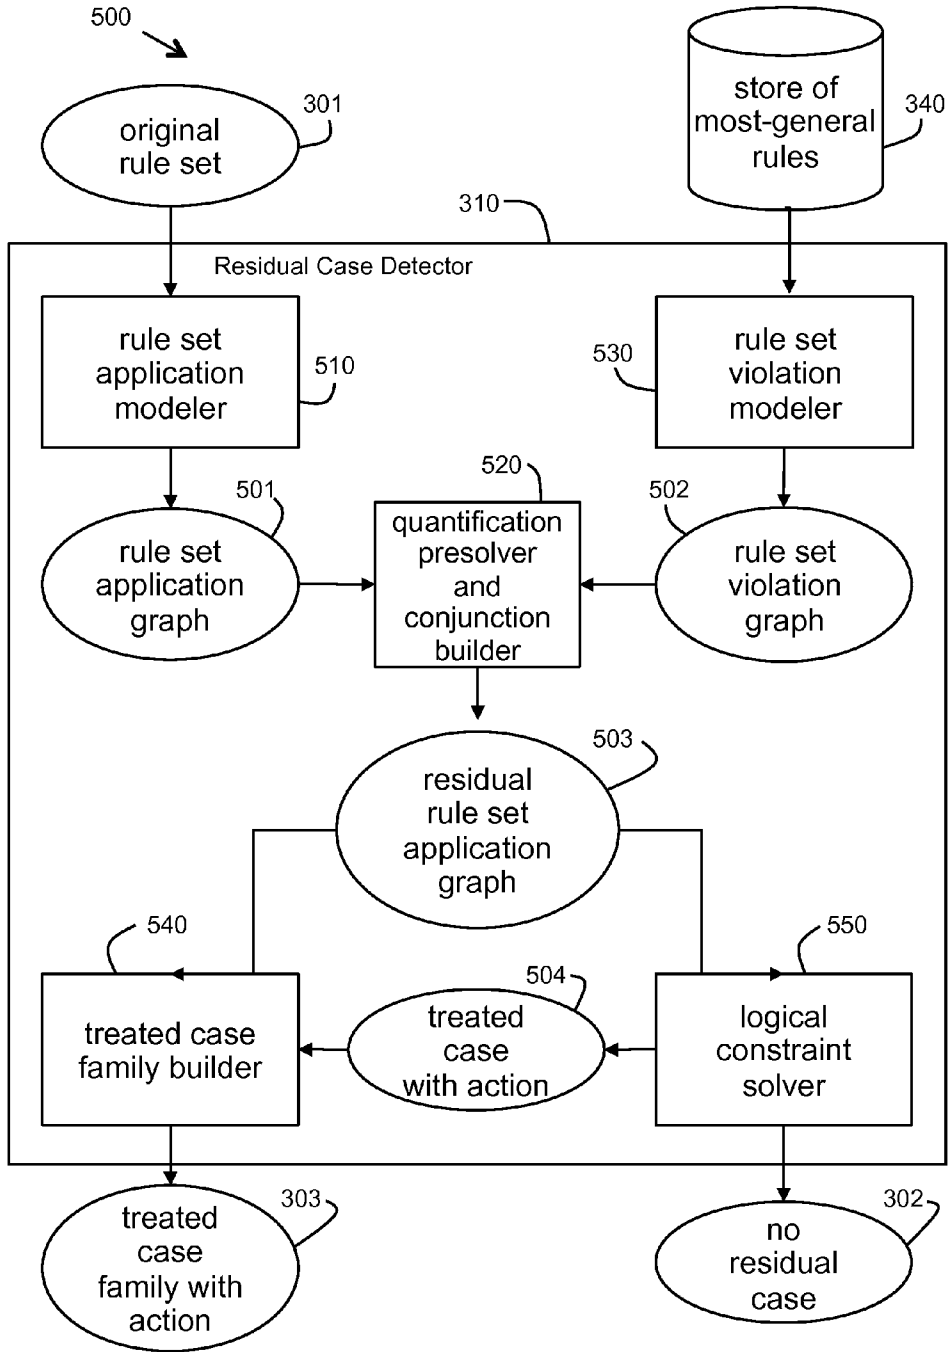 500
301
original
rule set
store of
most-general
rules
340
310
Residual Case Detector
rule set
application
modeler
510
530
rule set
violation
modeler
501
520
502
rule set
application
graph
quantification
presolver
and
conjunction
builder
rule set
violation
graph
503
residual
rule set
application
graph
540
550
504
treated case
family builder
treated
case
with action
logical
constraint
solver
303
302
treated
case
family with
action
no
residual
case